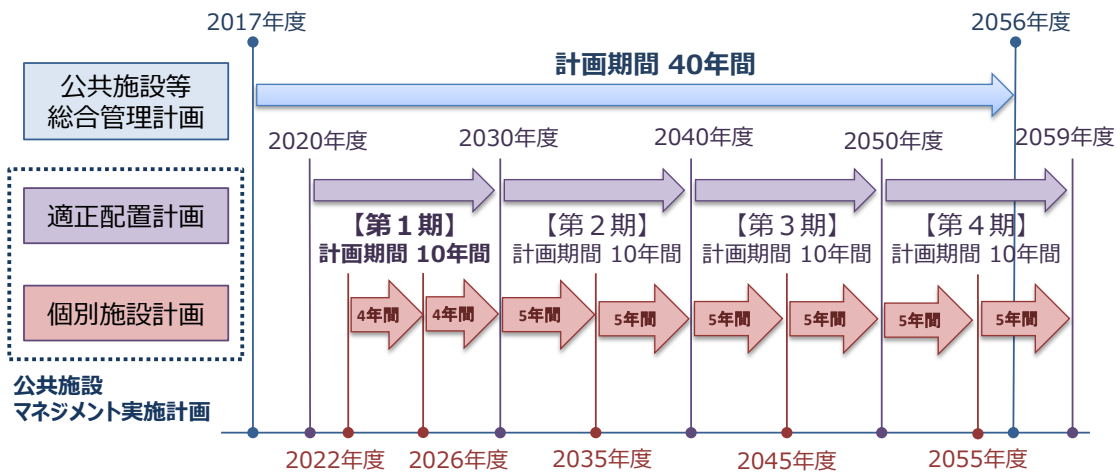 2017年度
2056年度
公共施設等
総合管理計画
計画期間 40年間
2020年度
2030年度
2040年度
2050年度
2059年度
適正配置計画
【第１期】
計画期間 10年間
【第２期】
計画期間 10年間
【第３期】
計画期間 10年間
【第４期】
計画期間 10年間
個別施設計画
4年間
4年間
5年間
5年間
5年間
5年間
5年間
5年間
公共施設
マネジメント実施計画
2022年度
2026年度
2035年度
2045年度
2055年度